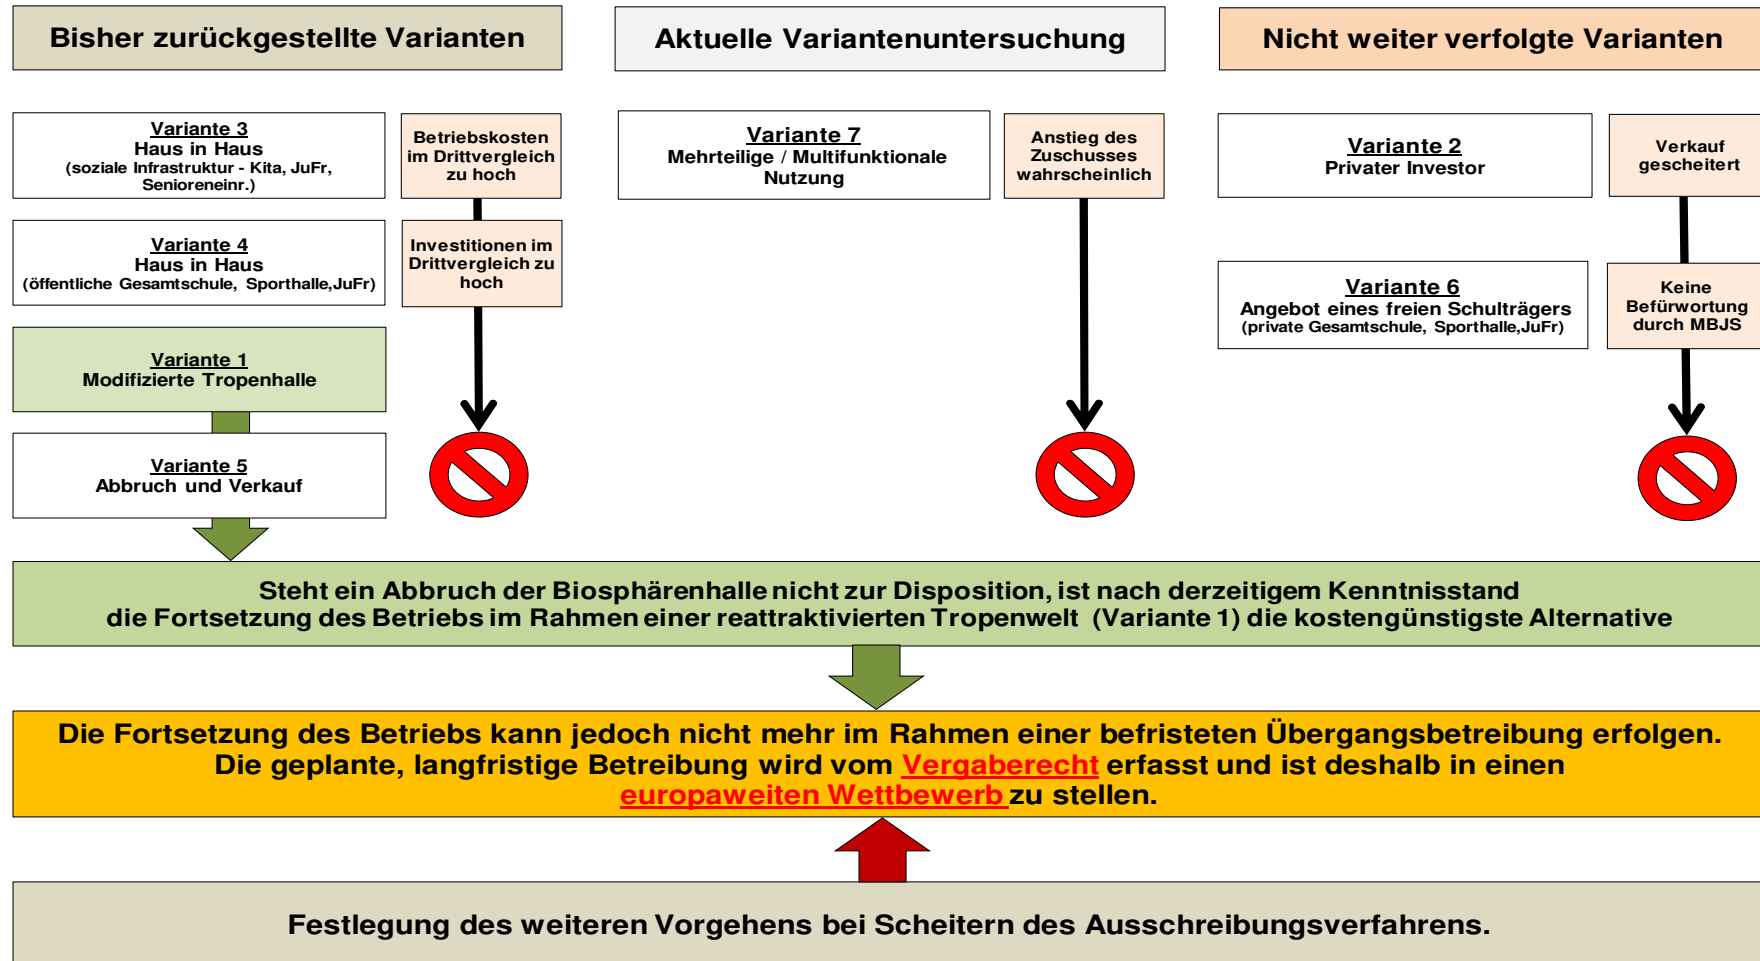 Bisher zurückgestellte Varianten
Variante 3
Haus in Haus
(soziale Infrastruktur - Kita, JuFr,
Senioreneinr.)
Betriebskosten
im Drittvergleich
zu hoch
Variante 4
Haus in Haus
(öffentliche Gesamtschule, Sporthalle,JuFr)
Investitionen im
Drittvergleich zu
hoch
Variante 1
Modifizierte Tropenhalle
Variante 5
Abbruch und Verkauf
Aktuelle Variantenuntersuchung
Variante 7
Mehrteilige / Multifunktionale
Nutzung
Anstieg des
Zuschusses
wahrscheinlich
Nicht weiter verfolgte Varianten
Variante 2
Privater Investor
Verkauf
gescheitert
Variante 6
Angebot eines freien Schulträgers
(private Gesamtschule, Sporthalle,JuFr)
Keine
Befürwortung
durch MBJS
Steht ein Abbruch der Biosphärenhalle nicht zur Disposition, ist nach derzeitigem Kenntnisstand
die Fortsetzung des Betriebs im Rahmen einer reattraktivierten Tropenwelt (Variante 1) die kostengünstigste Alternative
Die Fortsetzung des Betriebs kann jedoch nicht mehr im Rahmen einer befristeten Übergangsbetreibung erfolgen.
Die geplante, langfristige Betreibung wird vom Vergaberecht erfasst und ist deshalb in einen
europaweiten Wettbewerb zu stellen.
Festlegung des weiteren Vorgehens bei Scheitern des Ausschreibungsverfahrens.